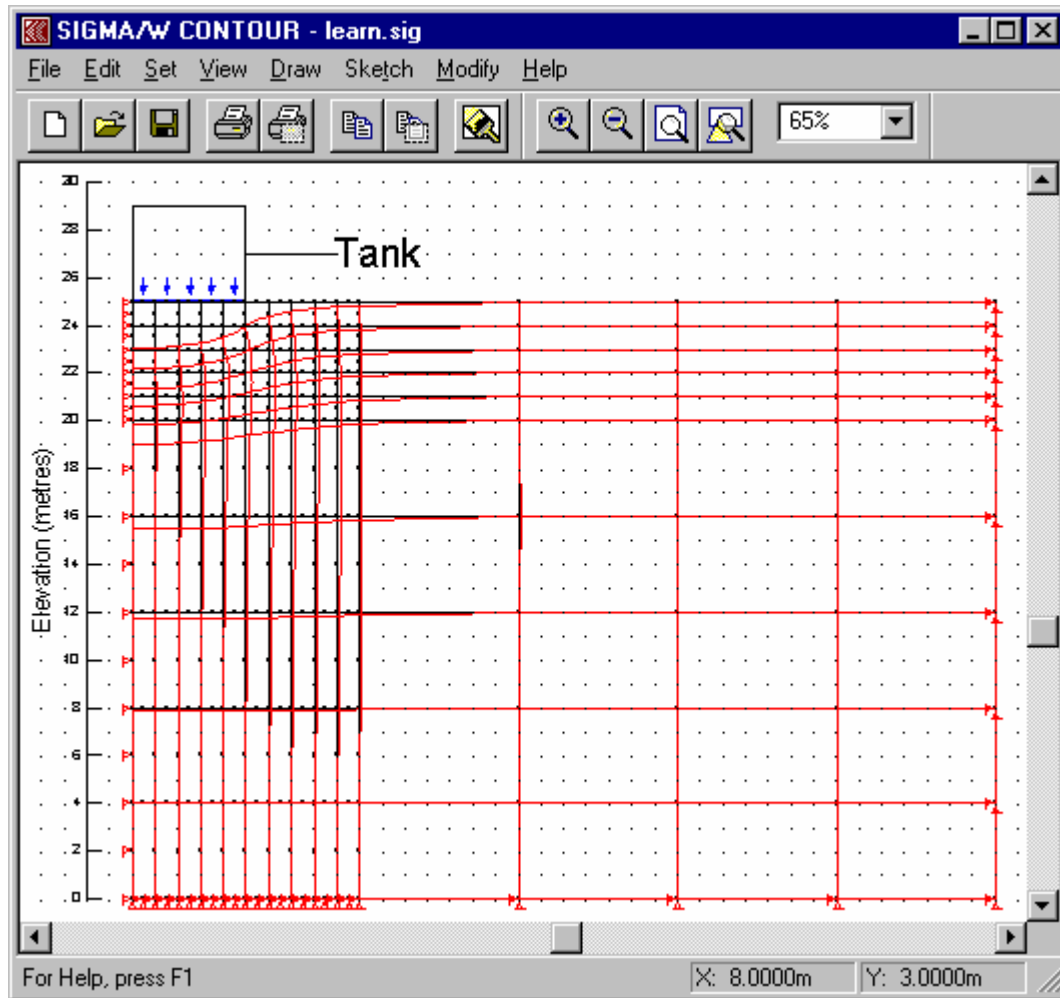 SIGMA/W CONTOUR - learn.sig
File Edit Set View Draw Sketch Modify Help
65%
30
28
Tank
26
24
22
20
18
16
14
12
10
8
6
4
2
0
Elevation (metres)
For Help, press F1
X: 8.0000m
Y: 3.0000m